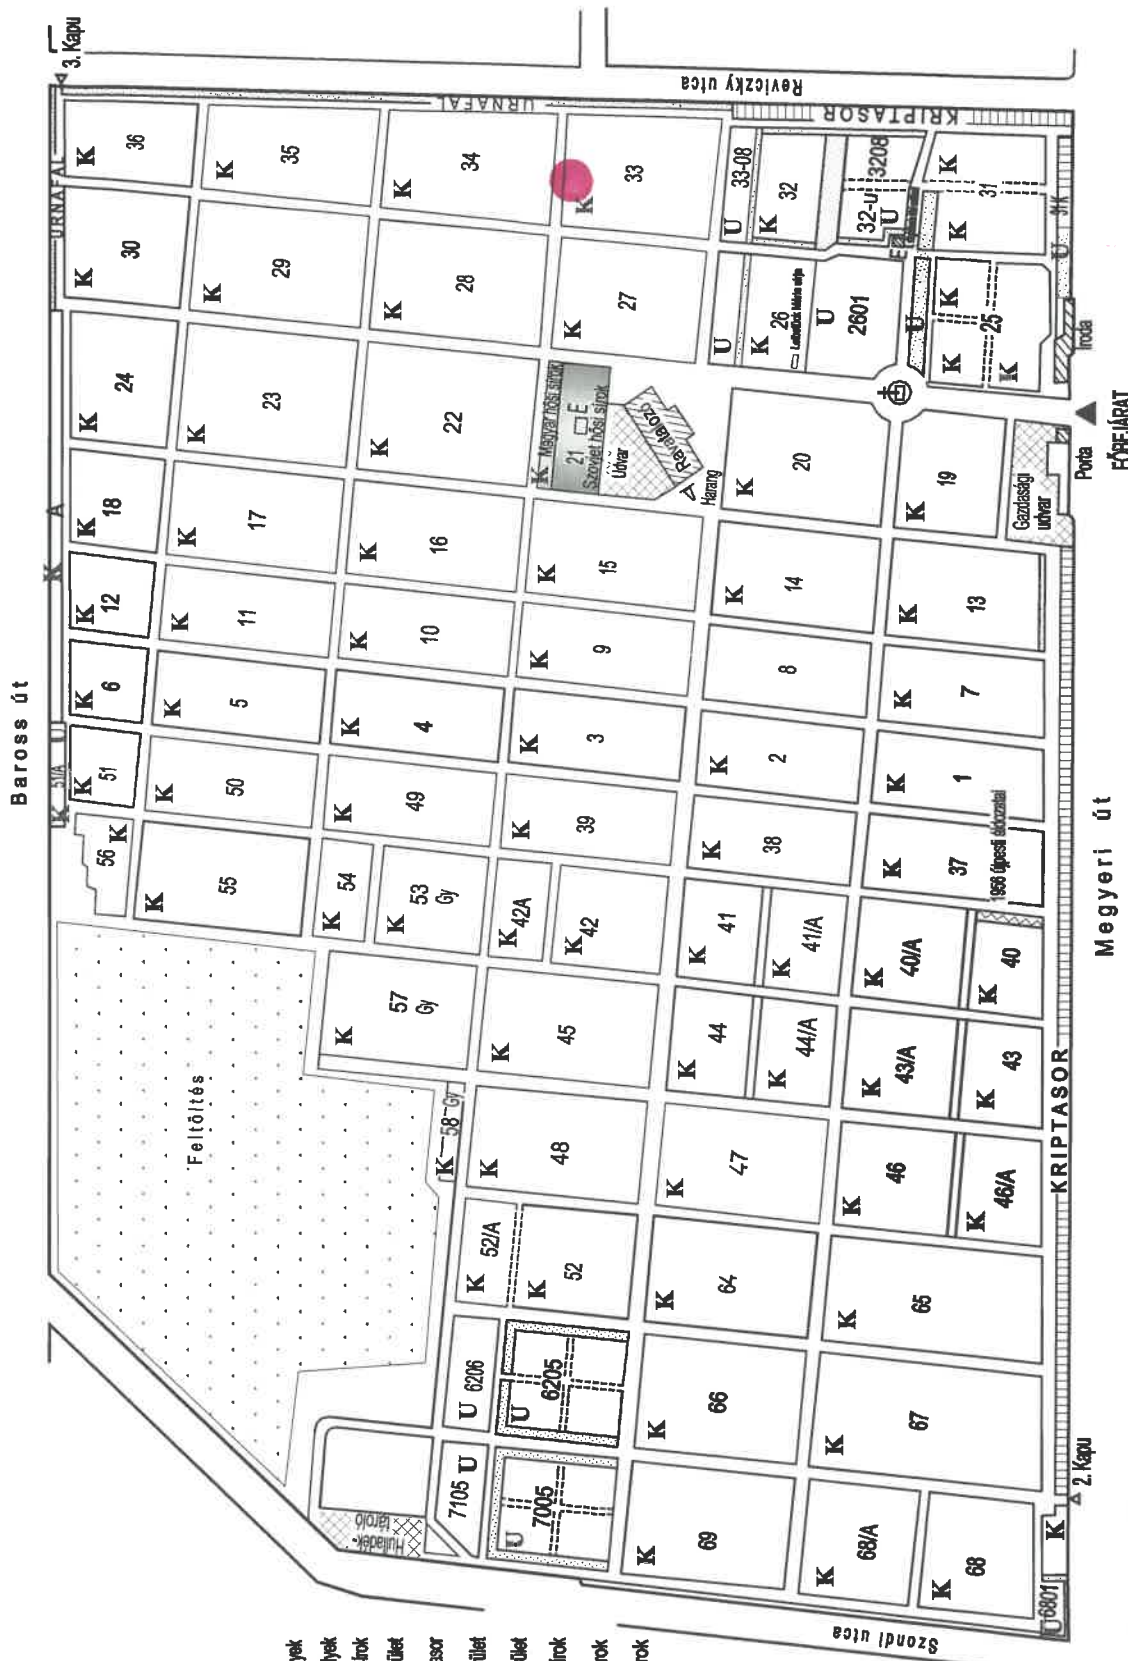 Baross út
3. Kapu
Reviczky utca
URNAFAL
URNAFAL
KRIPTASOR
K 36
K 35
K 34
K 33
U 33-08
K 32
32-u 3208
U
E
K 31 K
U 31K
K 30
K 29
K 28
K 27
U
K 26
U 2601
U
K K 25
K
Iroda
K 24
K 23
K 22
K Magyar hősi sírok
21 E
Szovjet hősi sírok
Udvar
Ravatalozó
Harang
K 20
K 19
Gazdasági
udvar
Porta
FŐBEJÁRAT
K A
K 18
K 17
K 16
K 15
K 14
K 13
K 12
K 11
K 10
K 9
8
K 7
K 6
K 5
K 4
K 3
K 2
K 1
K 51/A U
K 51
K 50
K 49
K 39
K 38
K 37
1956 újpesti áldozatai
56 K
K 55
K 54
K 53
Gy
K 42A
K 42
K 41
K 41/A
K 40/A
K 40
K 57
Gy
K 45
K 44
K 44/A
K 43/A
K 43
Feltöltés
K 58 Gy
K 48
K 47
K 46
K 46/A
KRIPTASOR
K 52/A
K 52
K 64
K 65
U 6206
U 6205
K 66
K 67
Hulladék-
tároló
7105 U
U 7005
K 69
K 68/A
K 68
K
U 6801
2. Kapu
Megyeri út
Szondi utca